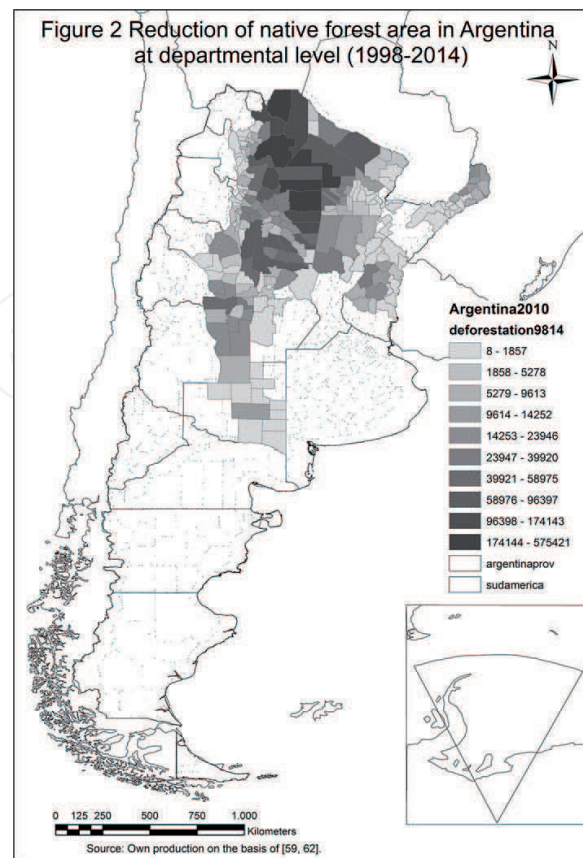 Figure 2 Reduction of native forest area in Argentina
at departmental level (1998-2014)
N
Argentina2010
deforestation9814
8 - 1857
1858 - 5278
5279 - 9613
9614 - 14252
14253 - 23946
23947 - 39920
39921 - 58975
58976 - 96397
96398 - 174143
174144 - 575421
argentinaprov
sudamerica
0 125 250 500 750 1.000
Kilometers
Source: Own production on the basis of [59, 62].